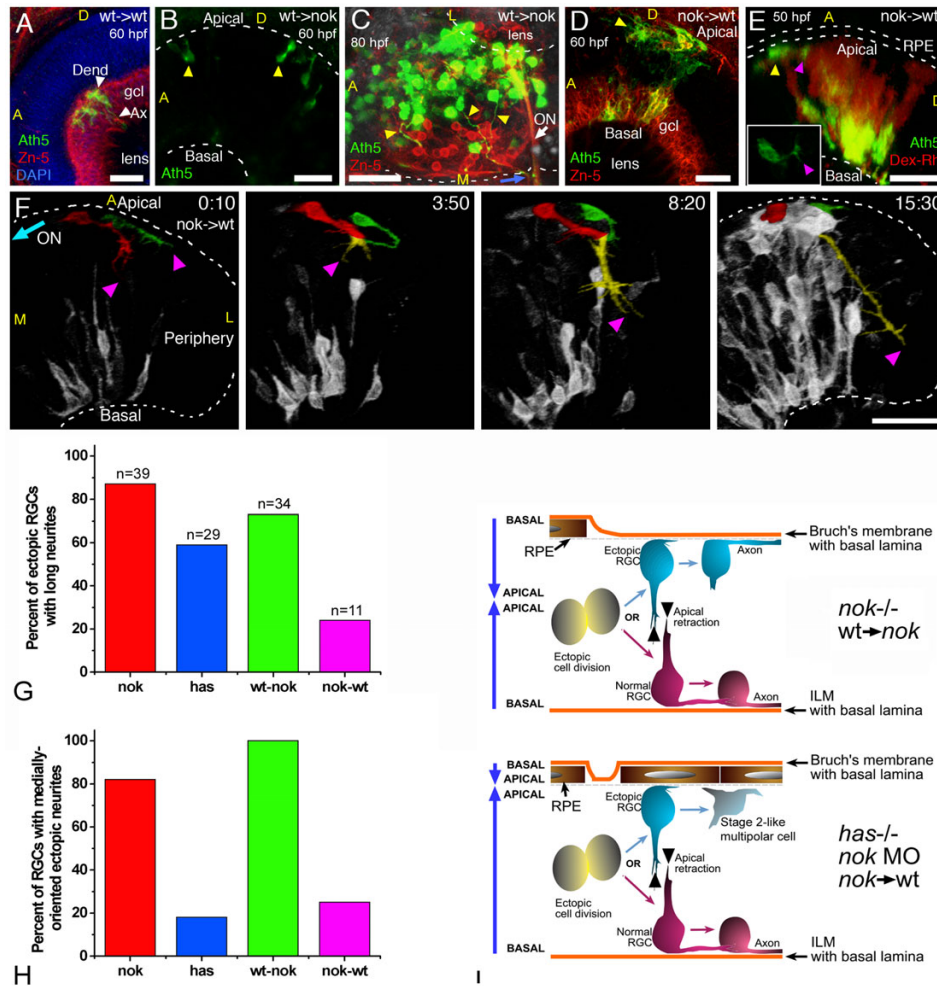 A D wt->wt
60 hpf
Dend
gcl
Ax
A
lens
Ath5
Zn-5
DAPI
B Apical D wt->nok
60 hpf
A
Basal
Ath5
C L wt->nok
80 hpf lens
A
ON
Ath5
Zn-5 M
D D nok->wt
60 hpf Apical
A
gcl
Basal
Ath5
Zn-5 lens
E A nok->wt
50 hpf Apical RPE
D
Ath5
Basal Dex-Rh
F A Apical 0:10
nok->wt
ON
M L
Periphery
Basal
3:50
8:20
15:30
Percent of ectopic RGCs
with long neurites
100
80
60
40
20
0
n=39
n=29
n=34
n=11
nok has wt-nok nok-wt
G
Percent of RGCs with medially-
oriented ectopic neurites
100
80
60
40
20
0
nok has wt-nok nok-wt
H
BASAL
Bruch's membrane
with basal lamina
RPE
Ectopic
RGC
Axon
APICAL
APICAL
OR
Apical
retraction
Ectopic
cell division
Normal
RGC
Axon
BASAL
ILM
with basal lamina
nok-/-
wt→nok
BASAL
APICAL
APICAL
Bruch's membrane
with basal lamina
RPE
Ectopic
RGC
Stage 2-like
multipolar cell
OR
Apical
retraction
Ectopic
cell division
Normal
RGC
Axon
BASAL
ILM
with basal lamina
has-/-
nok MO
nok→wt
I